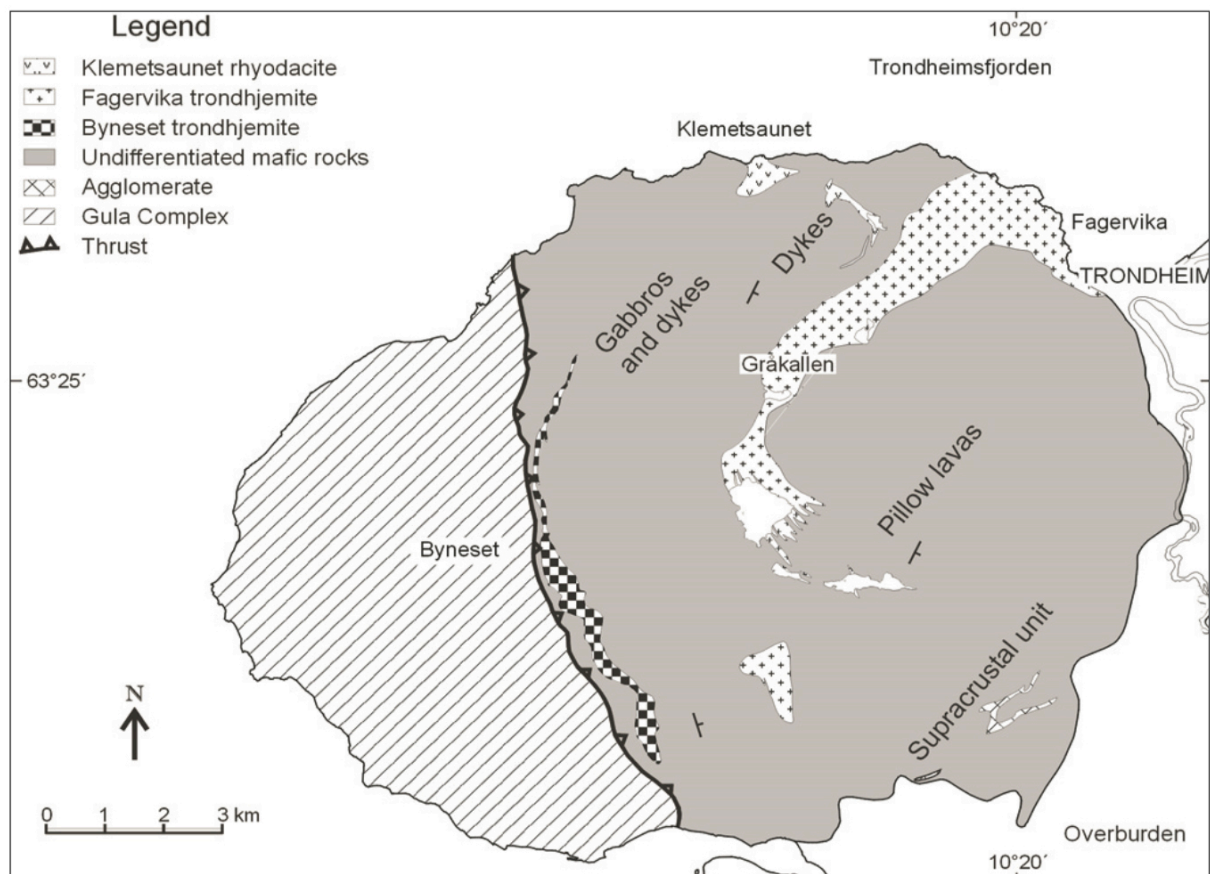 Legend
Klemetsaunet rhyodacite
Fagervika trondhjemite
Byneset trondhjemite
Undifferentiated mafic rocks
Agglomerate
Gula Complex
Thrust
10°20´
Trondheimsfjorden
Klemetsaunet
Fagervika
TRONDHEIM
Dykes
Gabbros
and dykes
Gråkallen
63°25´
Pillow lavas
Byneset
Supracrustal unit
N
0 1 2 3 km
Overburden
10°20´